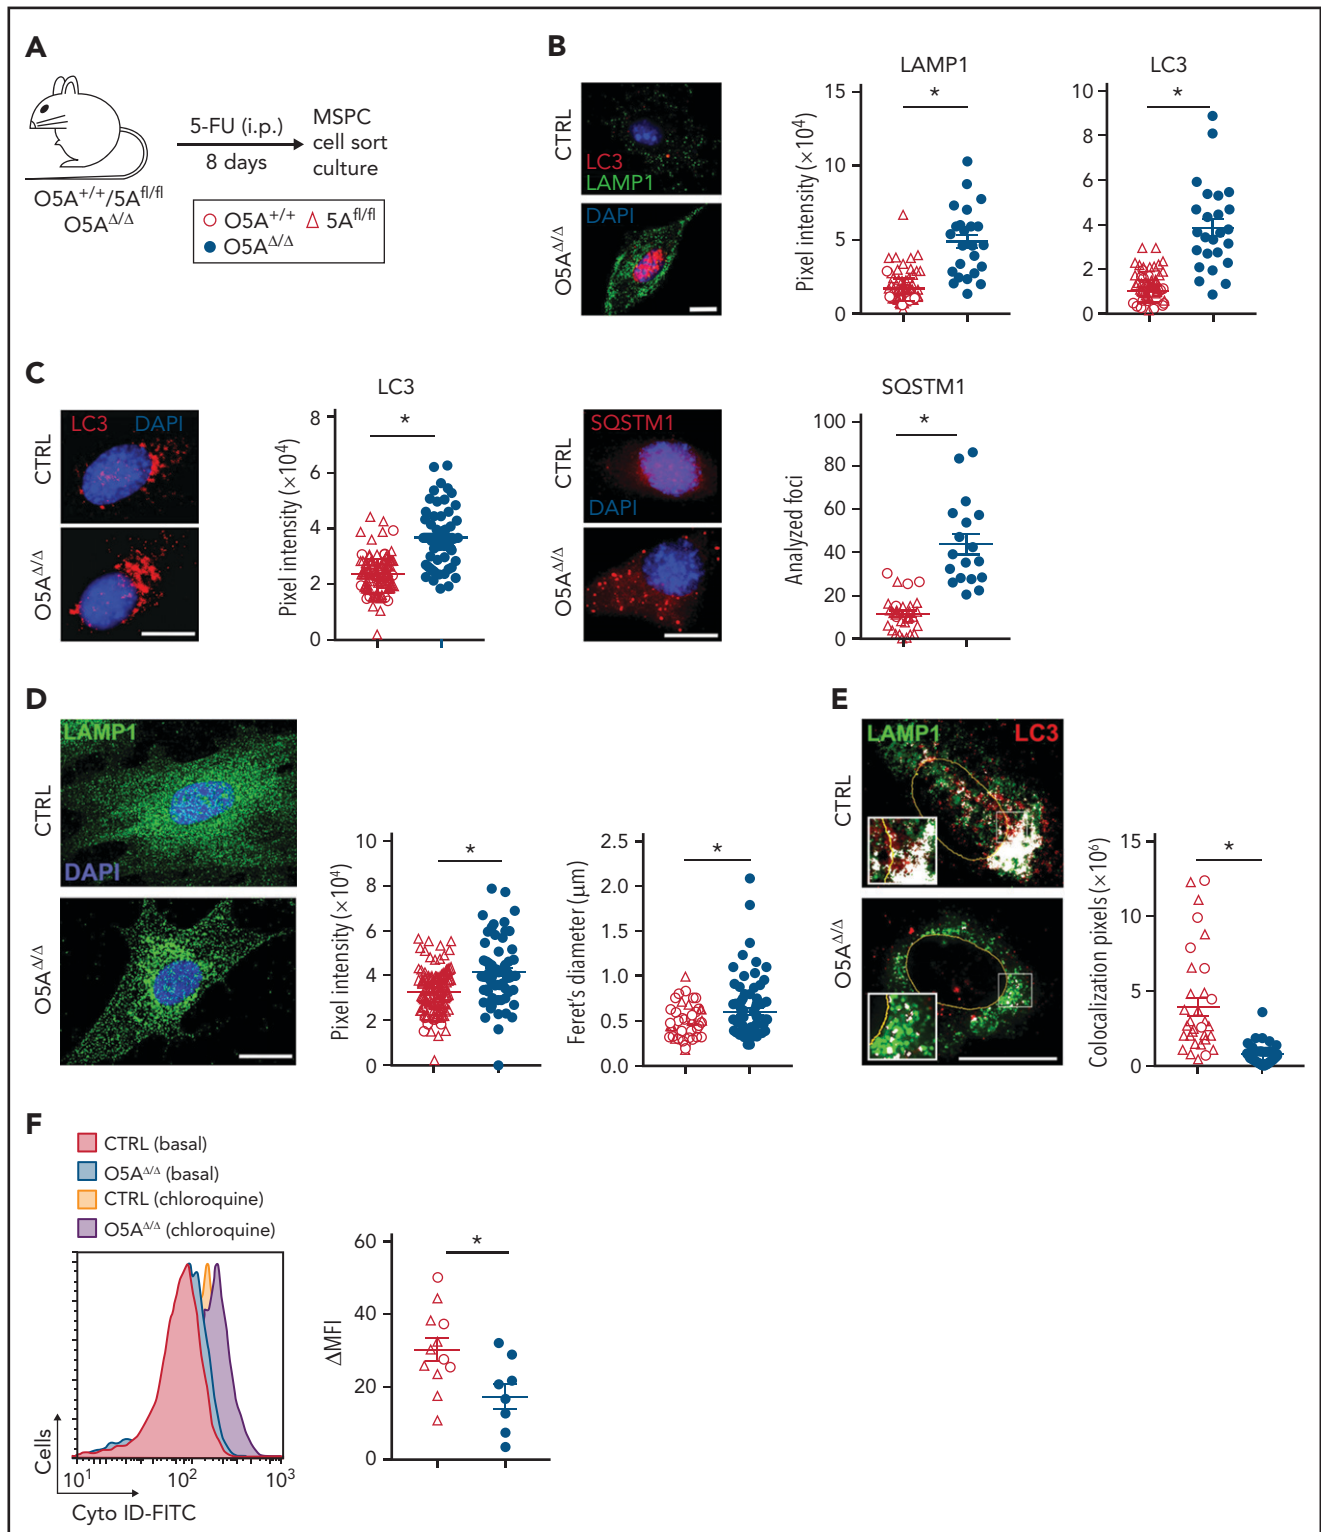 A
5-FU (i.p.)
8 days
MSPC
cell sort
culture
O5A+/+/5Afl/fl
O5AΔ/Δ
O5A+/+ 5Afl/fl
O5AΔ/Δ
B
CTRL
LC3
LAMP1
O5AΔ/Δ
DAPI
LAMP1
*
Pixel intensity (×10⁴)
15
10
5
0
LC3
*
10
8
6
4
2
0
C
CTRL
LC3 DAPI
O5AΔ/Δ
LC3
*
Pixel intensity (×10⁴)
8
6
4
2
0
CTRL
SQSTM1
DAPI
O5AΔ/Δ
SQSTM1
*
Analyzed foci
100
80
60
40
20
0
D
CTRL
LAMP1
DAPI
O5AΔ/Δ
*
Pixel intensity (×10⁴)
10
8
6
4
2
0
*
Feret's diameter (μm)
2.5
2.0
1.5
1.0
0.5
0.0
E
CTRL
LAMP1 LC3
O5AΔ/Δ
*
Colocalization pixels (×10⁶)
15
10
5
0
F
CTRL (basal)
O5AΔ/Δ (basal)
CTRL (chloroquine)
O5AΔ/Δ (chloroquine)
Cells
10¹ 10² 10³
Cyto ID-FITC
*
ΔMFI
60
40
20
0